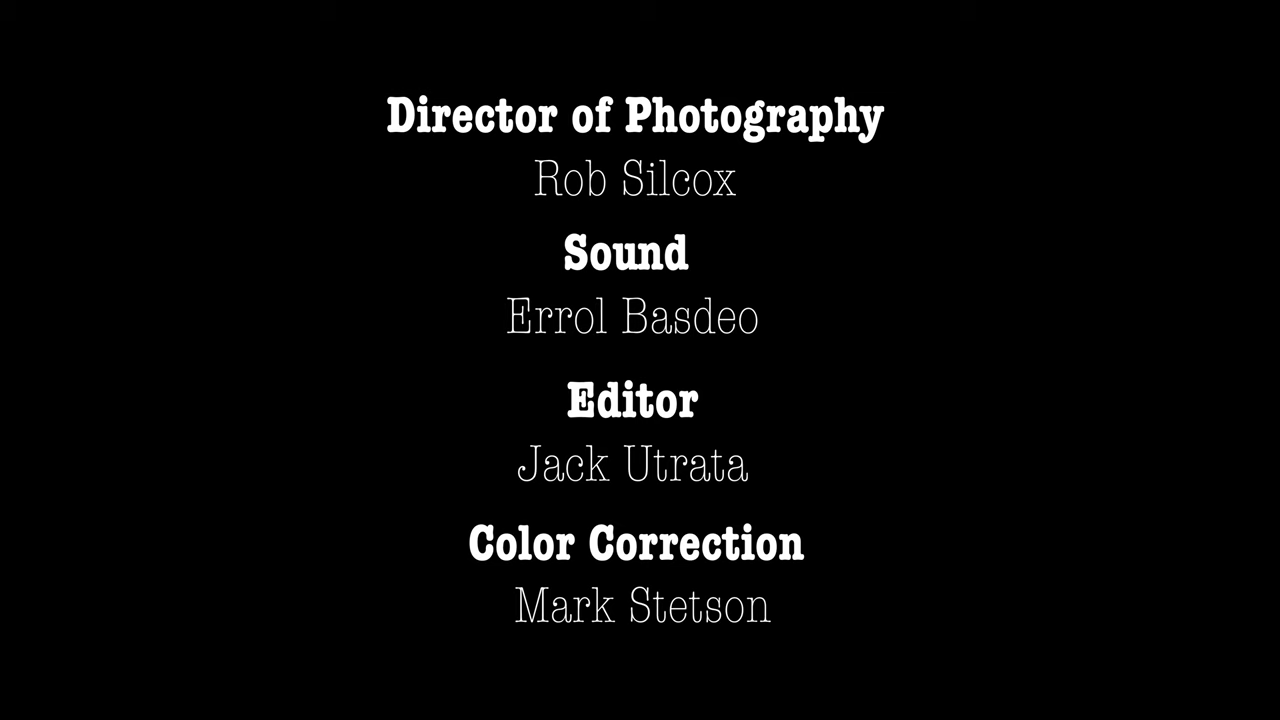 Director of Photography
Rob Silcox
Sound
Errol Basdeo
Editor
Jack Utrata
Color Correction
Mark Stetson